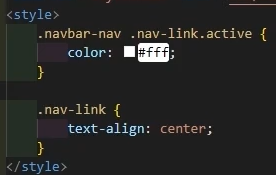 <style>
.navbar-nav .nav-link.active {
color: #fff;
}
.nav-link {
text-align: center;
}
</style>